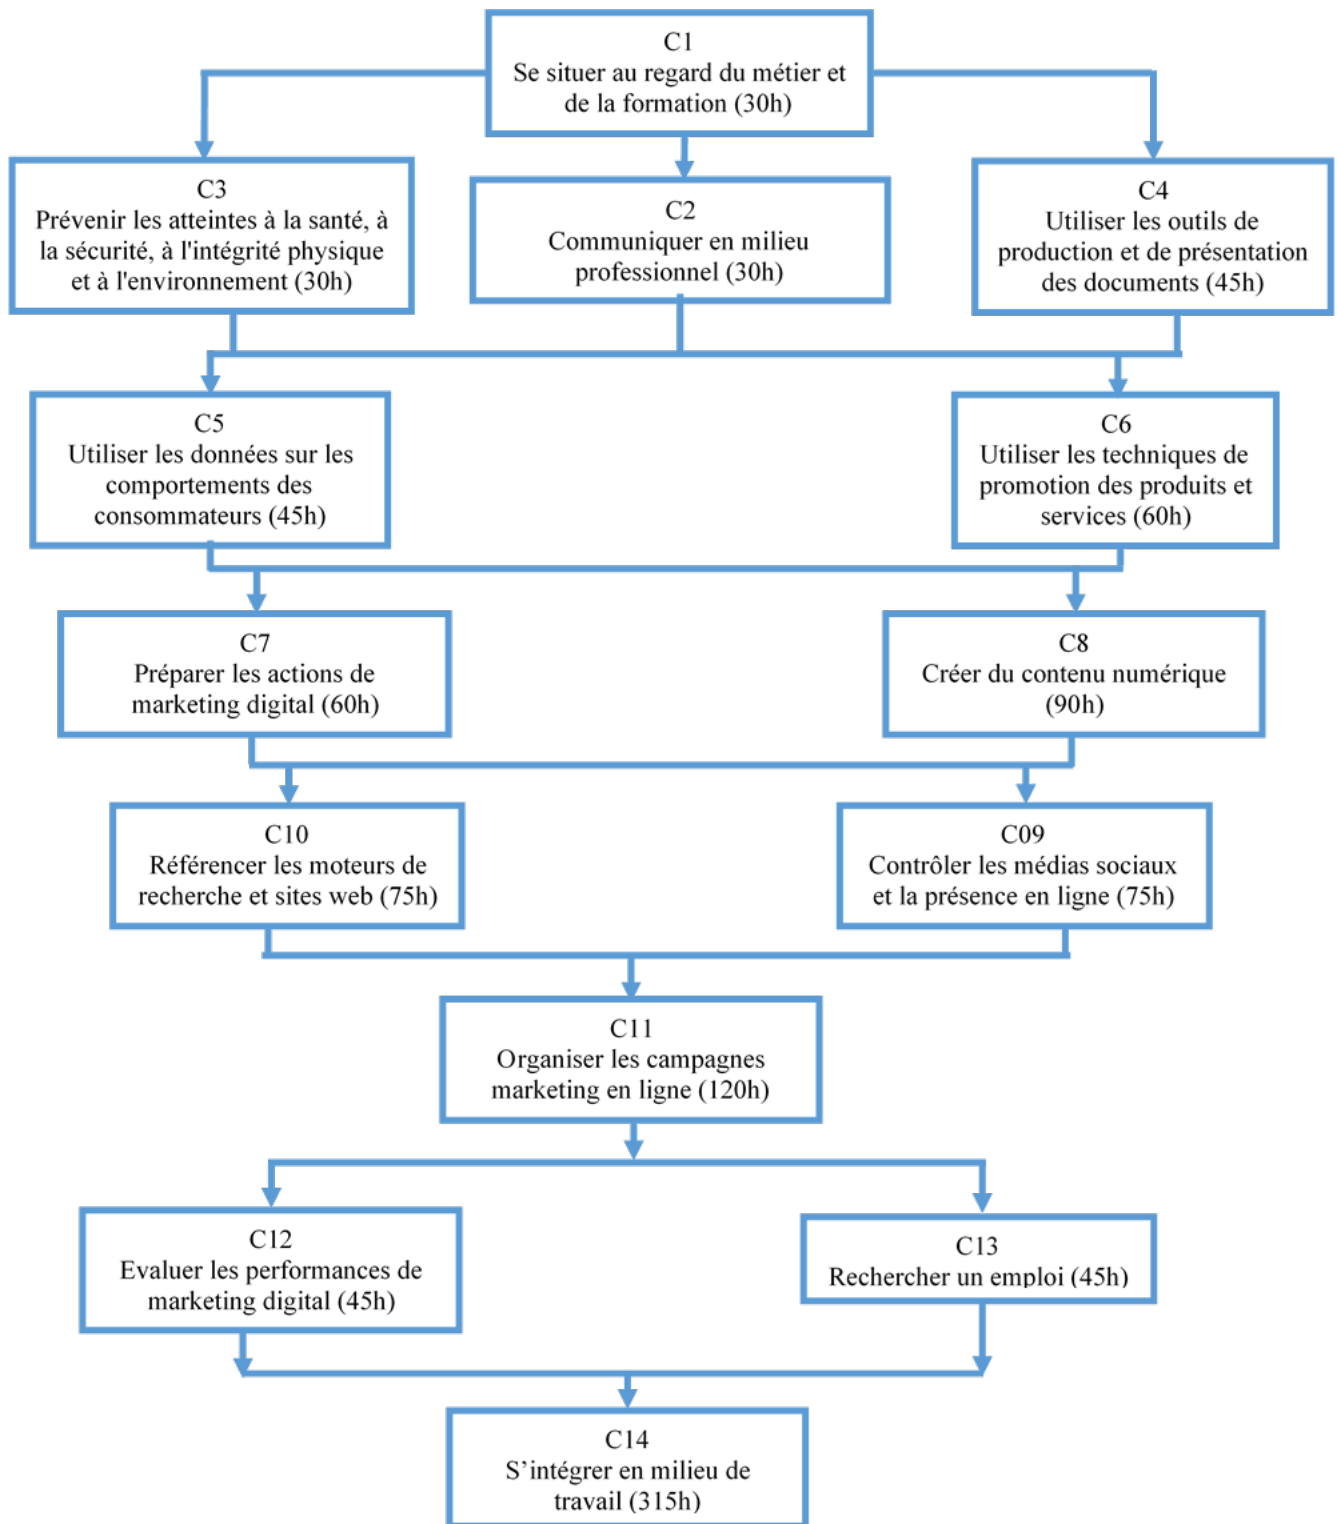 C1
Se situer au regard du métier et
de la formation (30h)
C3
Prévenir les atteintes à la santé, à
la sécurité, à l'intégrité physique
et à l'environnement (30h)
C2
Communiquer en milieu
professionnel (30h)
C4
Utiliser les outils de
production et de présentation
des documents (45h)
C5
Utiliser les données sur les
comportements des
consommateurs (45h)
C6
Utiliser les techniques de
promotion des produits et
services (60h)
C7
Préparer les actions de
marketing digital (60h)
C8
Créer du contenu numérique
(90h)
C10
Référencer les moteurs de
recherche et sites web (75h)
C09
Contrôler les médias sociaux
et la présence en ligne (75h)
C11
Organiser les campagnes
marketing en ligne (120h)
C12
Evaluer les performances de
marketing digital (45h)
C13
Rechercher un emploi (45h)
C14
S’intégrer en milieu de
travail (315h)